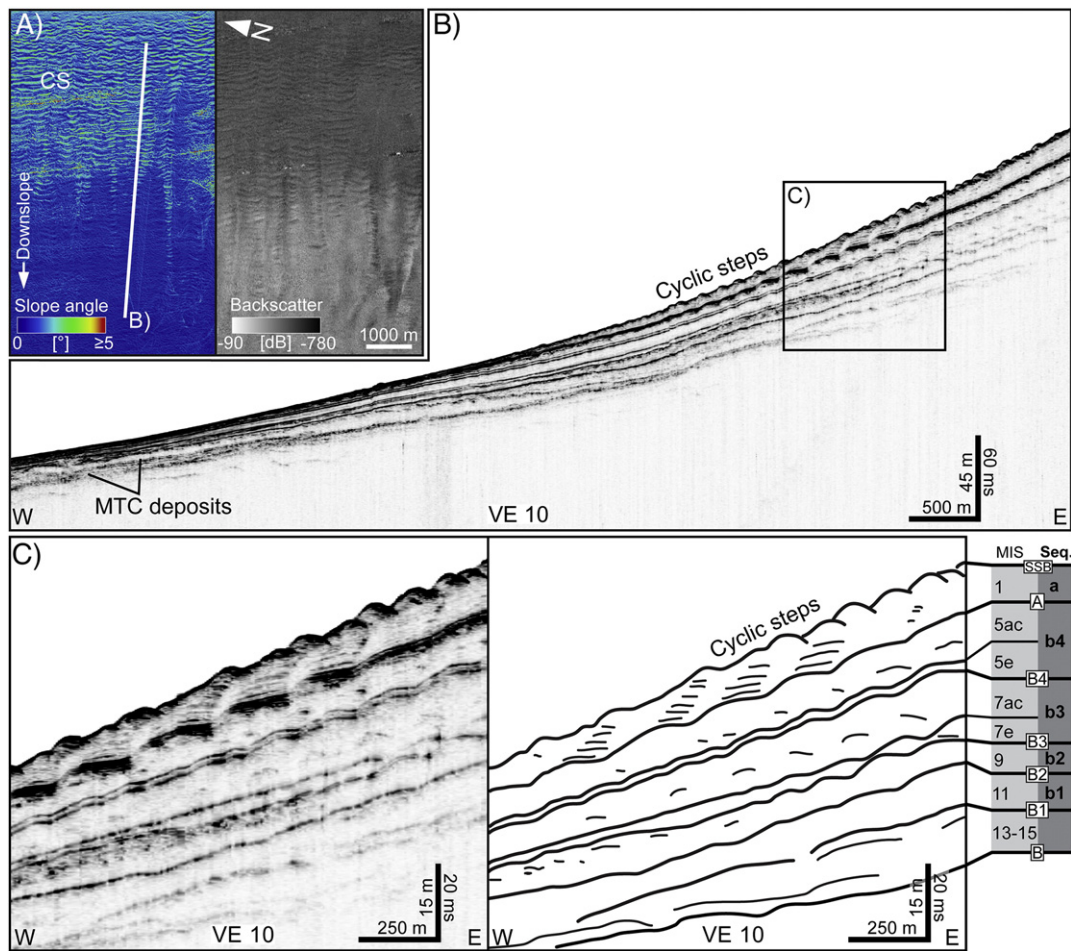 A)
N
CS
Downslope
Slope angle
B)
0 [°] ≥5
Backscatter
-90 [dB] -780
1000 m
B)
C)
Cyclic steps
MTC deposits
45 m
60 ms
500 m
W VE 10 E
C)
20 ms
15 m
250 m
W VE 10 E
Cyclic steps
20 ms
15 m
250 m
W VE 10 E
MIS Seq.
SSB
1 a
A
5ac
b4
5e
B4
7ac
b3
7e
B3
9 b2
B2
11 b1
B1
13-15
B